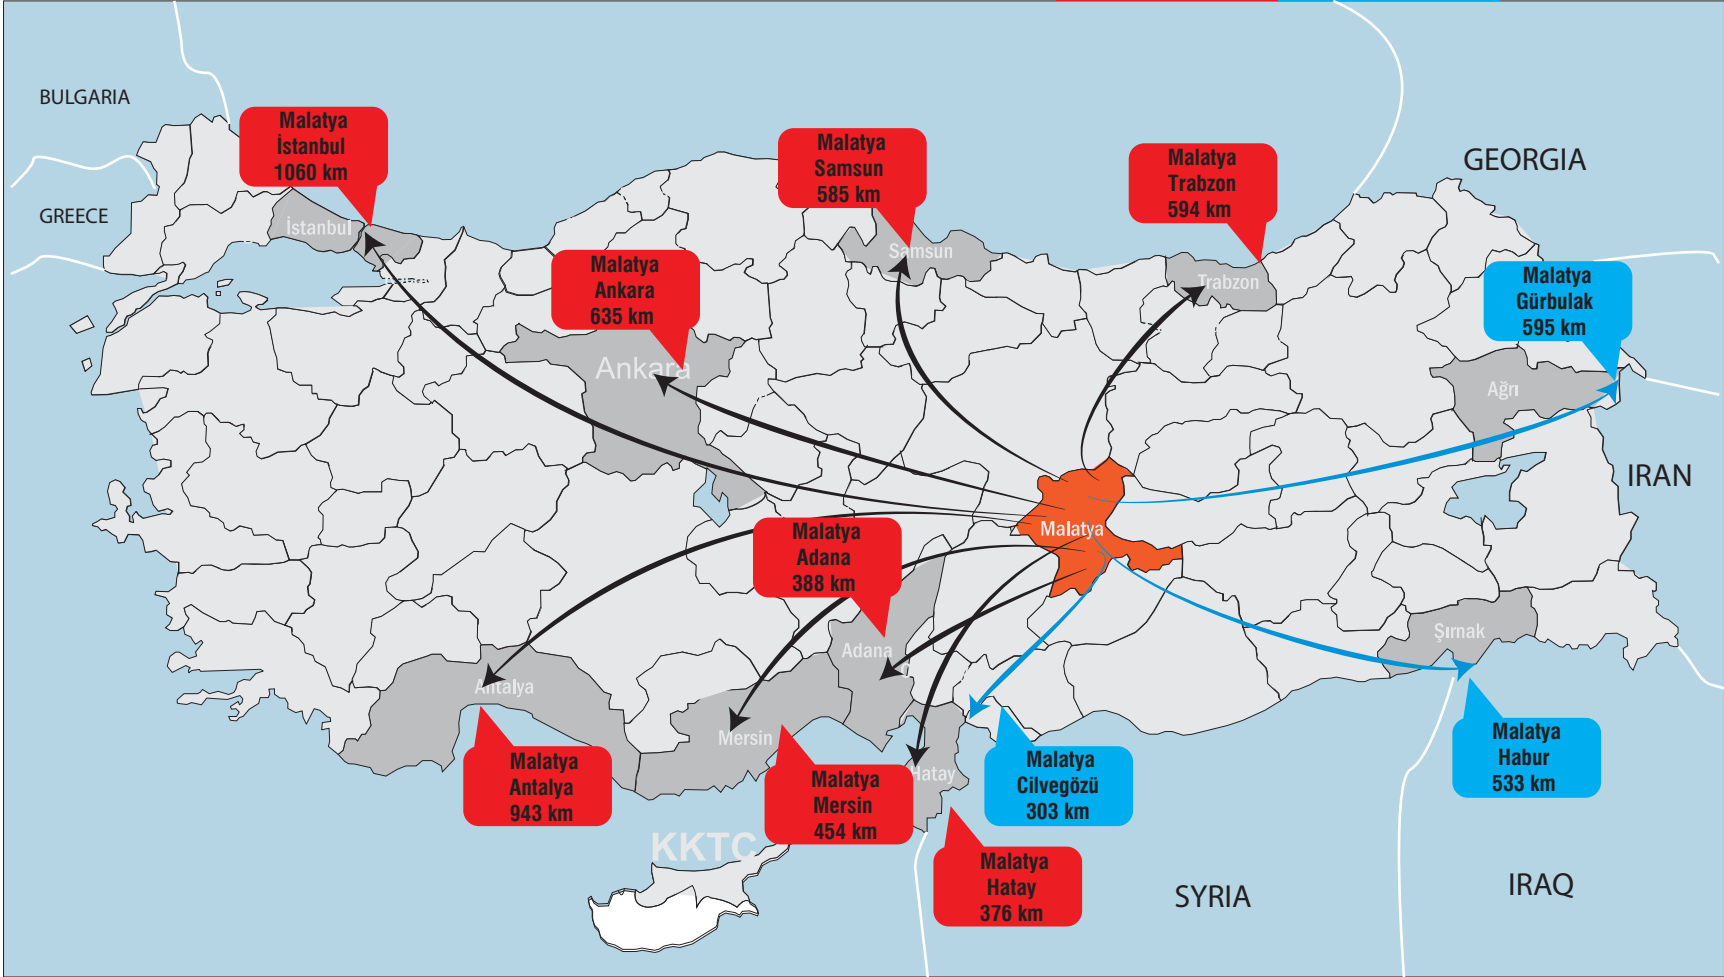 BULGARIA
GREECE
Malatya
İstanbul
1060 km
İstanbul
Malatya
Ankara
635 km
Ankara
Malatya
Samsun
585 km
Samsun
Malatya
Trabzon
594 km
Trabzon
GEORGIA
Malatya
Gürbulak
595 km
Ağrı
IRAN
Malatya
Malatya
Adana
388 km
Adana
Şırnak
Antalya
Malatya
Antalya
943 km
Mersin
Malatya
Mersin
454 km
Hatay
Malatya
Cilvegözü
303 km
Malatya
Habur
533 km
KKTC
Malatya
Hatay
376 km
SYRIA
IRAQ